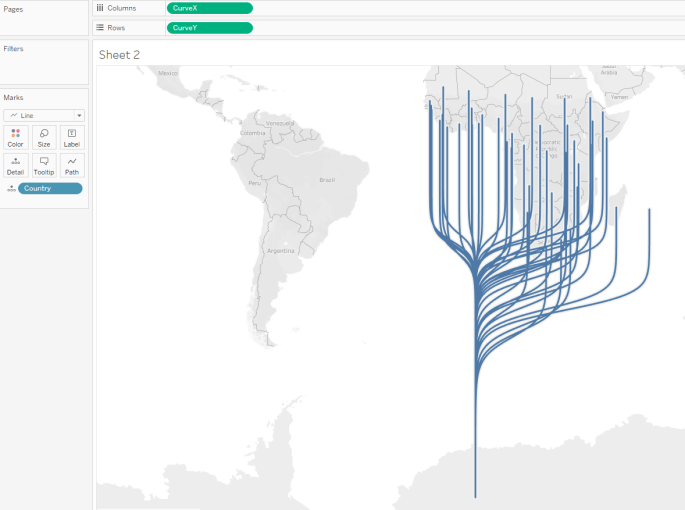 Pages
Columns
CurveX
Rows
CurveY
Filters
Sheet 2
Marks
Line
Color
Size
Label
Detail
Tooltip
Path
Country
Mexico
Venezuela
Colombia
Peru
Brazil
Argentina
Sudan
Saudi
Arabia
Yemen